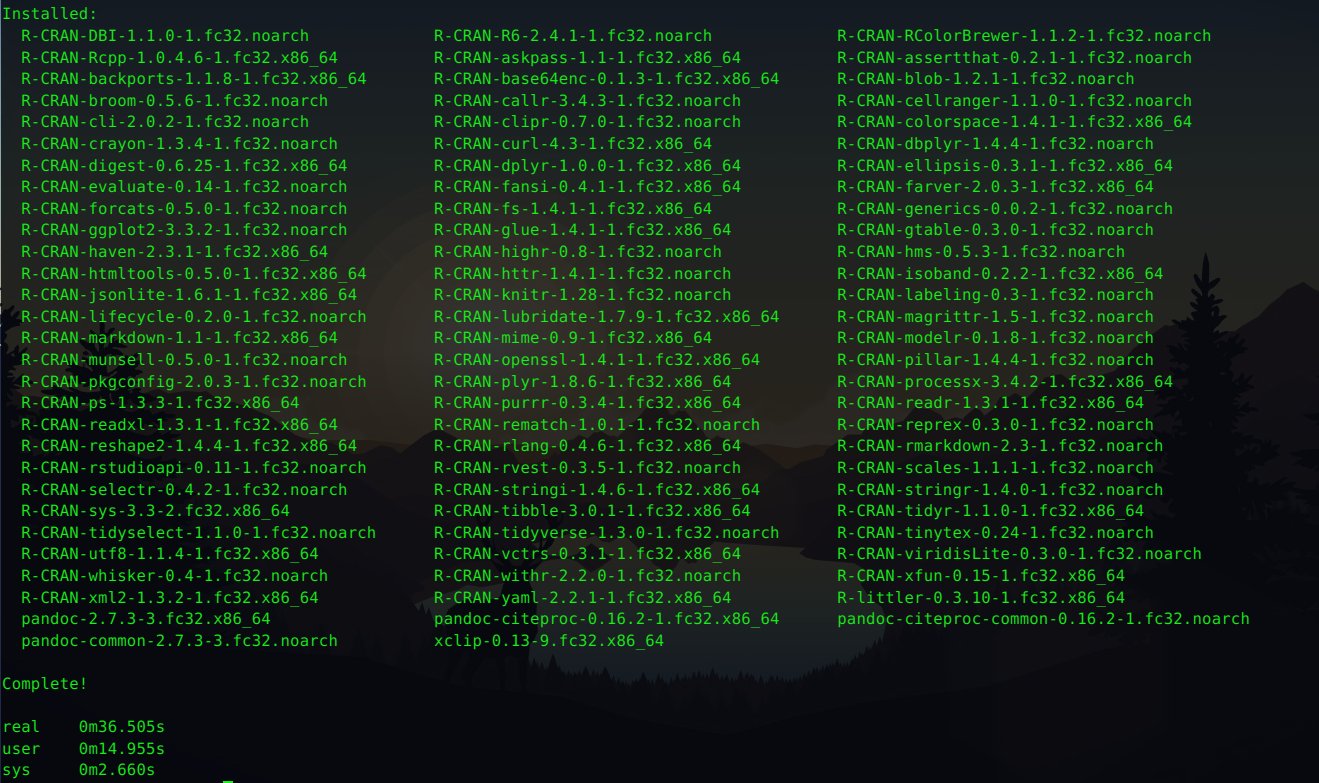 Installed:
R-CRAN-DBI-1.1.0-1.fc32.noarch R-CRAN-R6-2.4.1-1.fc32.noarch R-CRAN-RColorBrewer-1.1.2-1.fc32.noarch
R-CRAN-Rcpp-1.0.4.6-1.fc32.x86_64 R-CRAN-askpass-1.1-1.fc32.x86_64 R-CRAN-assertthat-0.2.1-1.fc32.noarch
R-CRAN-backports-1.1.8-1.fc32.x86_64 R-CRAN-base64enc-0.1.3-1.fc32.x86_64 R-CRAN-blob-1.2.1-1.fc32.noarch
R-CRAN-broom-0.5.6-1.fc32.noarch R-CRAN-callr-3.4.3-1.fc32.noarch R-CRAN-cellranger-1.1.0-1.fc32.noarch
R-CRAN-cli-2.0.2-1.fc32.noarch R-CRAN-clipr-0.7.0-1.fc32.noarch R-CRAN-colorspace-1.4.1-1.fc32.x86_64
R-CRAN-crayon-1.3.4-1.fc32.noarch R-CRAN-curl-4.3-1.fc32.x86_64 R-CRAN-dbplyr-1.4.4-1.fc32.noarch
R-CRAN-digest-0.6.25-1.fc32.x86_64 R-CRAN-dplyr-1.0.0-1.fc32.x86_64 R-CRAN-ellipsis-0.3.1-1.fc32.x86_64
R-CRAN-evaluate-0.14-1.fc32.noarch R-CRAN-fansi-0.4.1-1.fc32.x86_64 R-CRAN-farver-2.0.3-1.fc32.x86_64
R-CRAN-forcats-0.5.0-1.fc32.noarch R-CRAN-fs-1.4.1-1.fc32.x86_64 R-CRAN-generics-0.0.2-1.fc32.noarch
R-CRAN-ggplot2-3.3.2-1.fc32.noarch R-CRAN-glue-1.4.1-1.fc32.x86_64 R-CRAN-gtable-0.3.0-1.fc32.noarch
R-CRAN-haven-2.3.1-1.fc32.x86_64 R-CRAN-highr-0.8-1.fc32.noarch R-CRAN-hms-0.5.3-1.fc32.noarch
R-CRAN-htmltools-0.5.0-1.fc32.x86_64 R-CRAN-httr-1.4.1-1.fc32.noarch R-CRAN-isoband-0.2.2-1.fc32.x86_64
R-CRAN-jsonlite-1.6.1-1.fc32.x86_64 R-CRAN-knitr-1.28-1.fc32.noarch R-CRAN-labeling-0.3-1.fc32.noarch
R-CRAN-lifecycle-0.2.0-1.fc32.noarch R-CRAN-lubridate-1.7.9-1.fc32.x86_64 R-CRAN-magrittr-1.5-1.fc32.noarch
R-CRAN-markdown-1.1-1.fc32.x86_64 R-CRAN-mime-0.9-1.fc32.x86_64 R-CRAN-modelr-0.1.8-1.fc32.noarch
R-CRAN-munsell-0.5.0-1.fc32.noarch R-CRAN-openssl-1.4.1-1.fc32.x86_64 R-CRAN-pillar-1.4.4-1.fc32.noarch
R-CRAN-pkgconfig-2.0.3-1.fc32.noarch R-CRAN-plyr-1.8.6-1.fc32.x86_64 R-CRAN-processx-3.4.2-1.fc32.x86_64
R-CRAN-ps-1.3.3-1.fc32.x86_64 R-CRAN-purrr-0.3.4-1.fc32.x86_64 R-CRAN-readr-1.3.1-1.fc32.x86_64
R-CRAN-readxl-1.3.1-1.fc32.x86_64 R-CRAN-rematch-1.0.1-1.fc32.noarch R-CRAN-reprex-0.3.0-1.fc32.noarch
R-CRAN-reshape2-1.4.4-1.fc32.x86_64 R-CRAN-rlang-0.4.6-1.fc32.x86_64 R-CRAN-rmarkdown-2.3-1.fc32.noarch
R-CRAN-rstudioapi-0.11-1.fc32.noarch R-CRAN-rvest-0.3.5-1.fc32.noarch R-CRAN-scales-1.1.1-1.fc32.noarch
R-CRAN-selectr-0.4.2-1.fc32.noarch R-CRAN-stringi-1.4.6-1.fc32.x86_64 R-CRAN-stringr-1.4.0-1.fc32.noarch
R-CRAN-sys-3.3-2.fc32.x86_64 R-CRAN-tibble-3.0.1-1.fc32.x86_64 R-CRAN-tidyr-1.1.0-1.fc32.x86_64
R-CRAN-tidyselect-1.1.0-1.fc32.noarch R-CRAN-tidyverse-1.3.0-1.fc32.noarch R-CRAN-tinytex-0.24-1.fc32.noarch
R-CRAN-utf8-1.1.4-1.fc32.x86_64 R-CRAN-vctrs-0.3.1-1.fc32.x86_64 R-CRAN-viridisLite-0.3.0-1.fc32.noarch
R-CRAN-whisker-0.4-1.fc32.noarch R-CRAN-withr-2.2.0-1.fc32.noarch R-CRAN-xfun-0.15-1.fc32.x86_64
R-CRAN-xml2-1.3.2-1.fc32.x86_64 R-CRAN-yaml-2.2.1-1.fc32.x86_64 R-littler-0.3.10-1.fc32.x86_64
pandoc-2.7.3-3.fc32.x86_64 pandoc-citeproc-0.16.2-1.fc32.x86_64 pandoc-citeproc-common-0.16.2-1.fc32.noarch
pandoc-common-2.7.3-3.fc32.noarch xclip-0.13-9.fc32.x86_64
Complete!
real 0m36.505s
user 0m14.955s
sys 0m2.660s